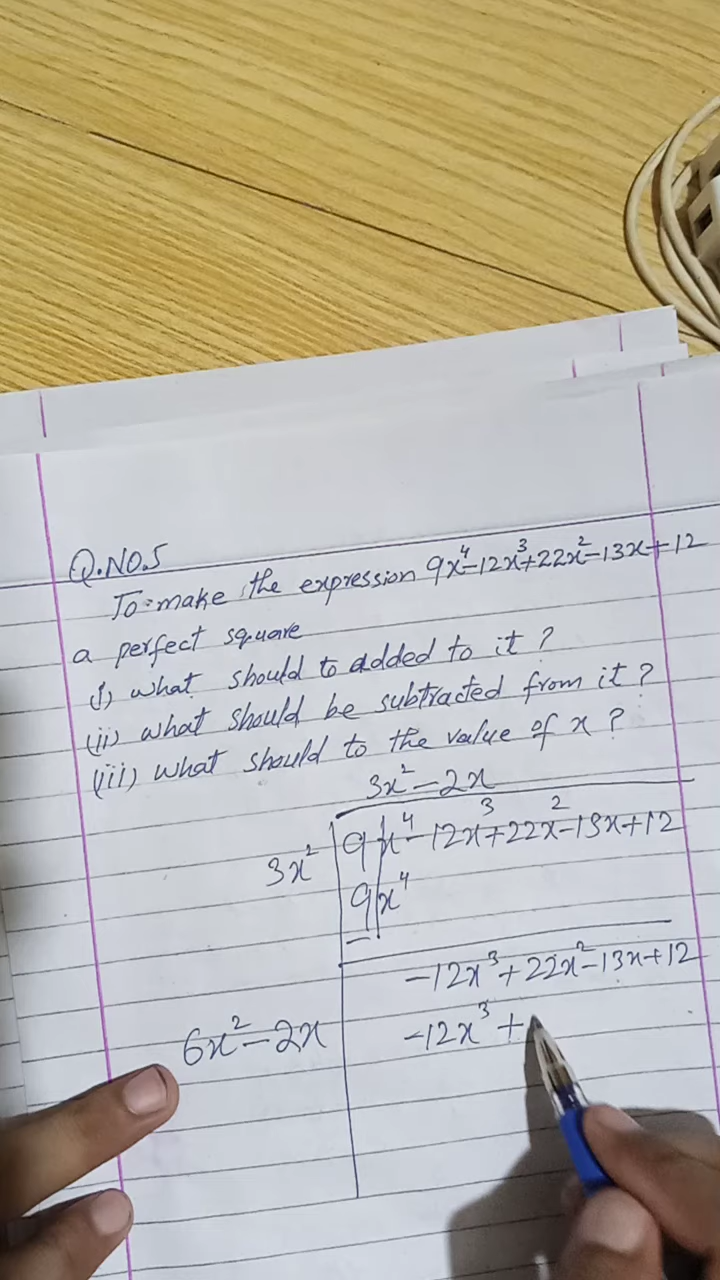 Q.NO.5
To make the expression 9x⁴-12x³+22x²-13x+12
a perfect square
(i) what should to added to it ?
(ii) what should be subtracted from it ?
(iii) what should to the value of x ?
3x²-2x
3x² 9x⁴-12x³+22x²-13x+12
9x⁴
-
-12x³+22x²-13x+12
6x²-2x -12x³+